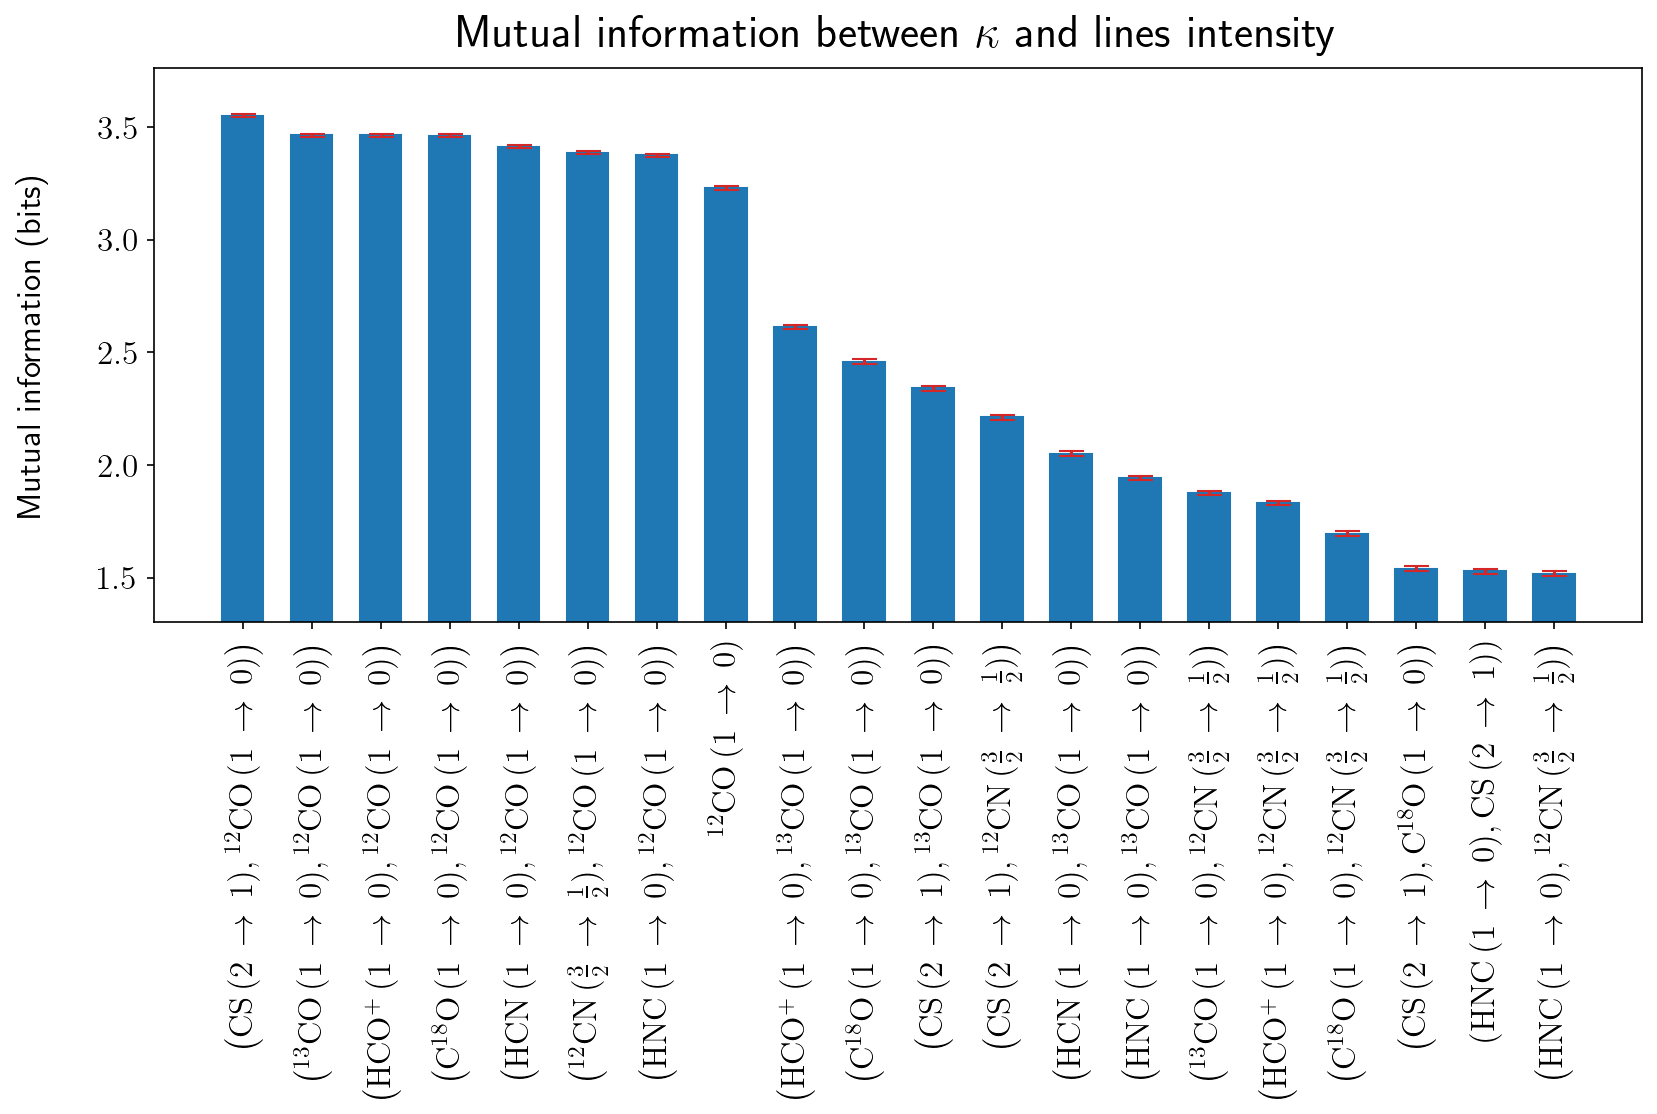 Mutual information between κ and lines intensity
Mutual information (bits)
3.5
3.0
2.5
2.0
1.5
(CS (2 → 1), ¹²CO (1 → 0))
(¹³CO (1 → 0), ¹²CO (1 → 0))
(HCO⁺ (1 → 0), ¹²CO (1 → 0))
(C¹⁸O (1 → 0), ¹²CO (1 → 0))
(HCN (1 → 0), ¹²CO (1 → 0))
(¹²CN (3/2 → 1/2), ¹²CO (1 → 0))
(HNC (1 → 0), ¹²CO (1 → 0))
¹²CO (1 → 0)
(HCO⁺ (1 → 0), ¹³CO (1 → 0))
(C¹⁸O (1 → 0), ¹³CO (1 → 0))
(CS (2 → 1), ¹³CO (1 → 0))
(CS (2 → 1), ¹²CN (3/2 → 1/2))
(HCN (1 → 0), ¹³CO (1 → 0))
(HNC (1 → 0), ¹³CO (1 → 0))
(¹³CO (1 → 0), ¹²CN (3/2 → 1/2))
(HCO⁺ (1 → 0), ¹²CN (3/2 → 1/2))
(C¹⁸O (1 → 0), ¹²CN (3/2 → 1/2))
(CS (2 → 1), C¹⁸O (1 → 0))
(HNC (1 → 0), CS (2 → 1))
(HNC (1 → 0), ¹²CN (3/2 → 1/2))